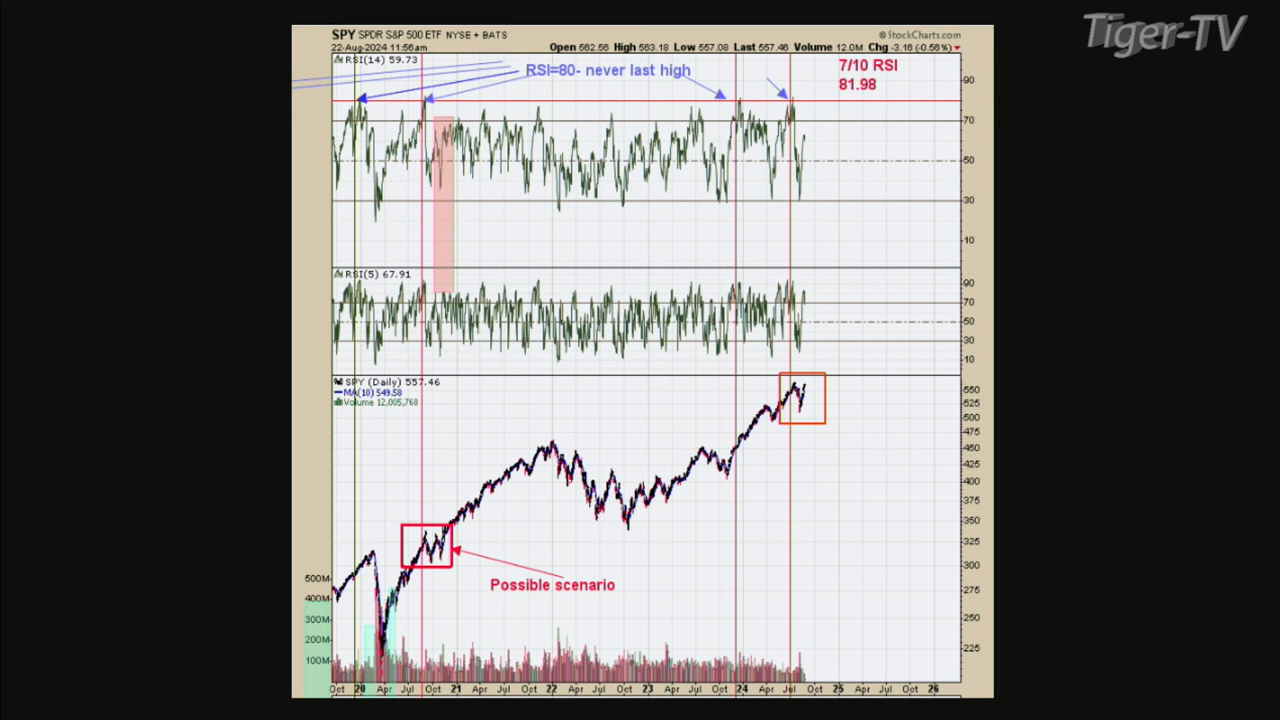 Tiger-TV
SPY SPDR S&P 500 ETF NYSE + BATS
© StockCharts.com
22-Aug-2024 11:56am
Open 562.56 High 563.18 Low 557.08 Last 557.46 Volume 12.0M Chg -3.16 (-0.56%)
RSI(14) 59.73
RSI=80- never last high
7/10 RSI
81.98
90
70
50
30
10
RSI(5) 67.91
90
70
50
30
10
SPY (Daily) 557.46
MA(10) 549.58
Volume 12,005,768
550
525
500
475
450
425
400
375
350
325
300
275
250
225
Possible scenario
500M
400M
300M
200M
100M
Oct 20 Apr Jul Oct 21 Apr Jul Oct 22 Apr Jul Oct 23 Apr Jul Oct 24 Apr Jul Oct 25 Apr Jul Oct 26